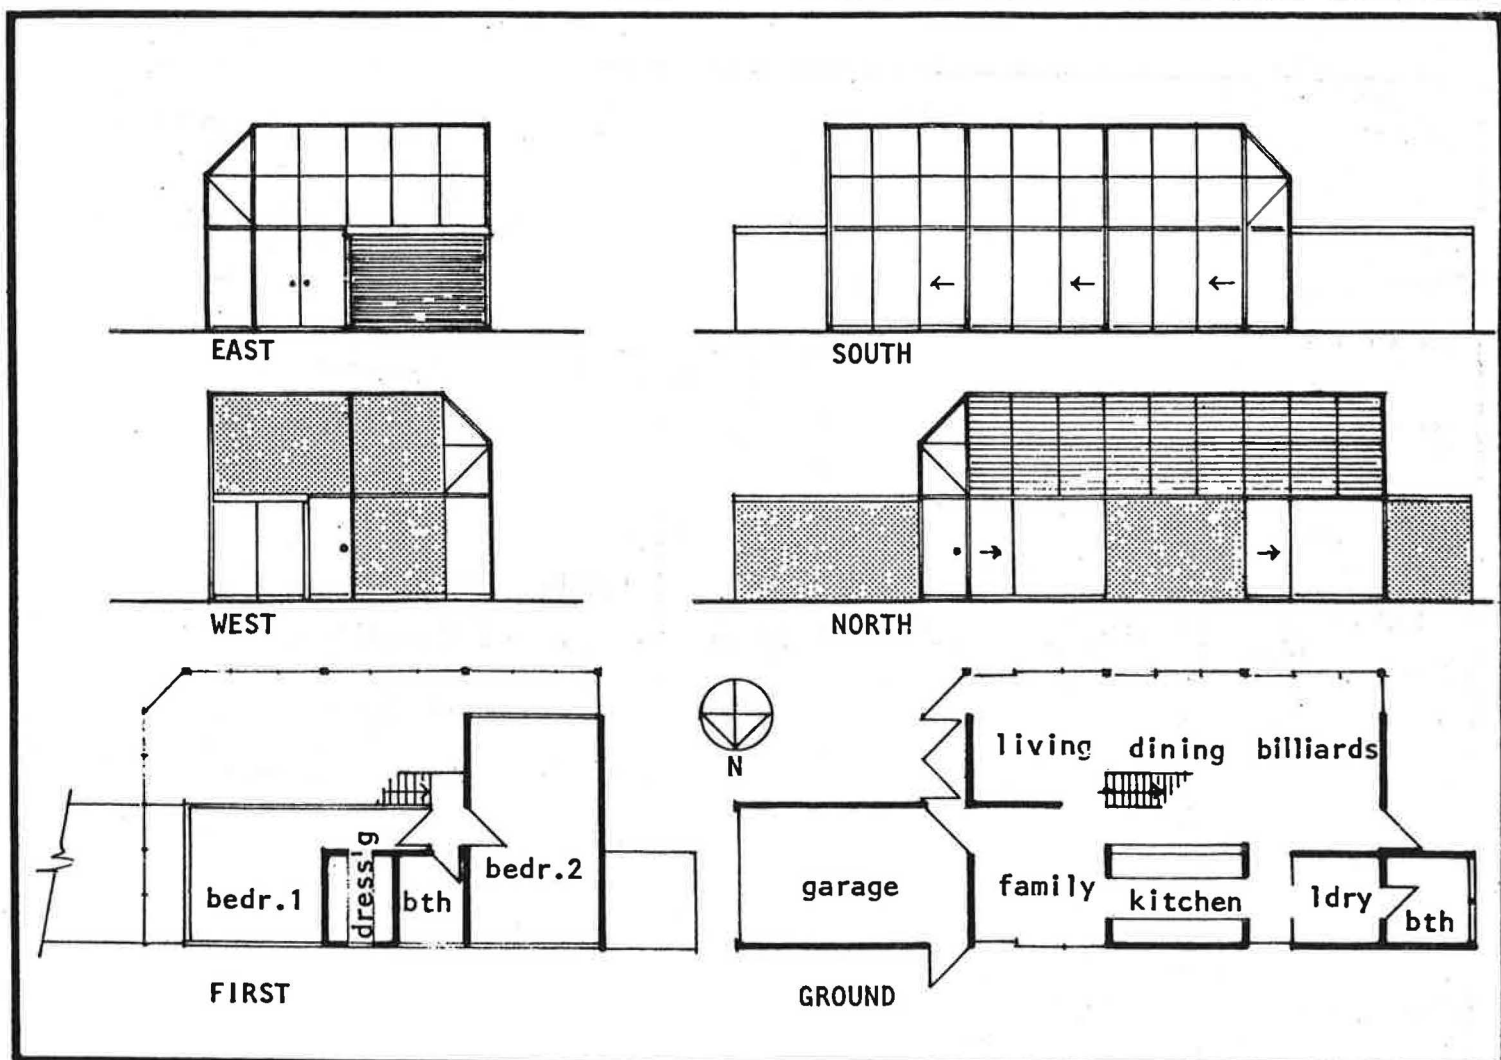 EAST
SOUTH
WEST
NORTH
N
living dining billiards
dress'g
bedr.1
bth
bedr.2
garage
family
kitchen
ldry
bth
FIRST
GROUND